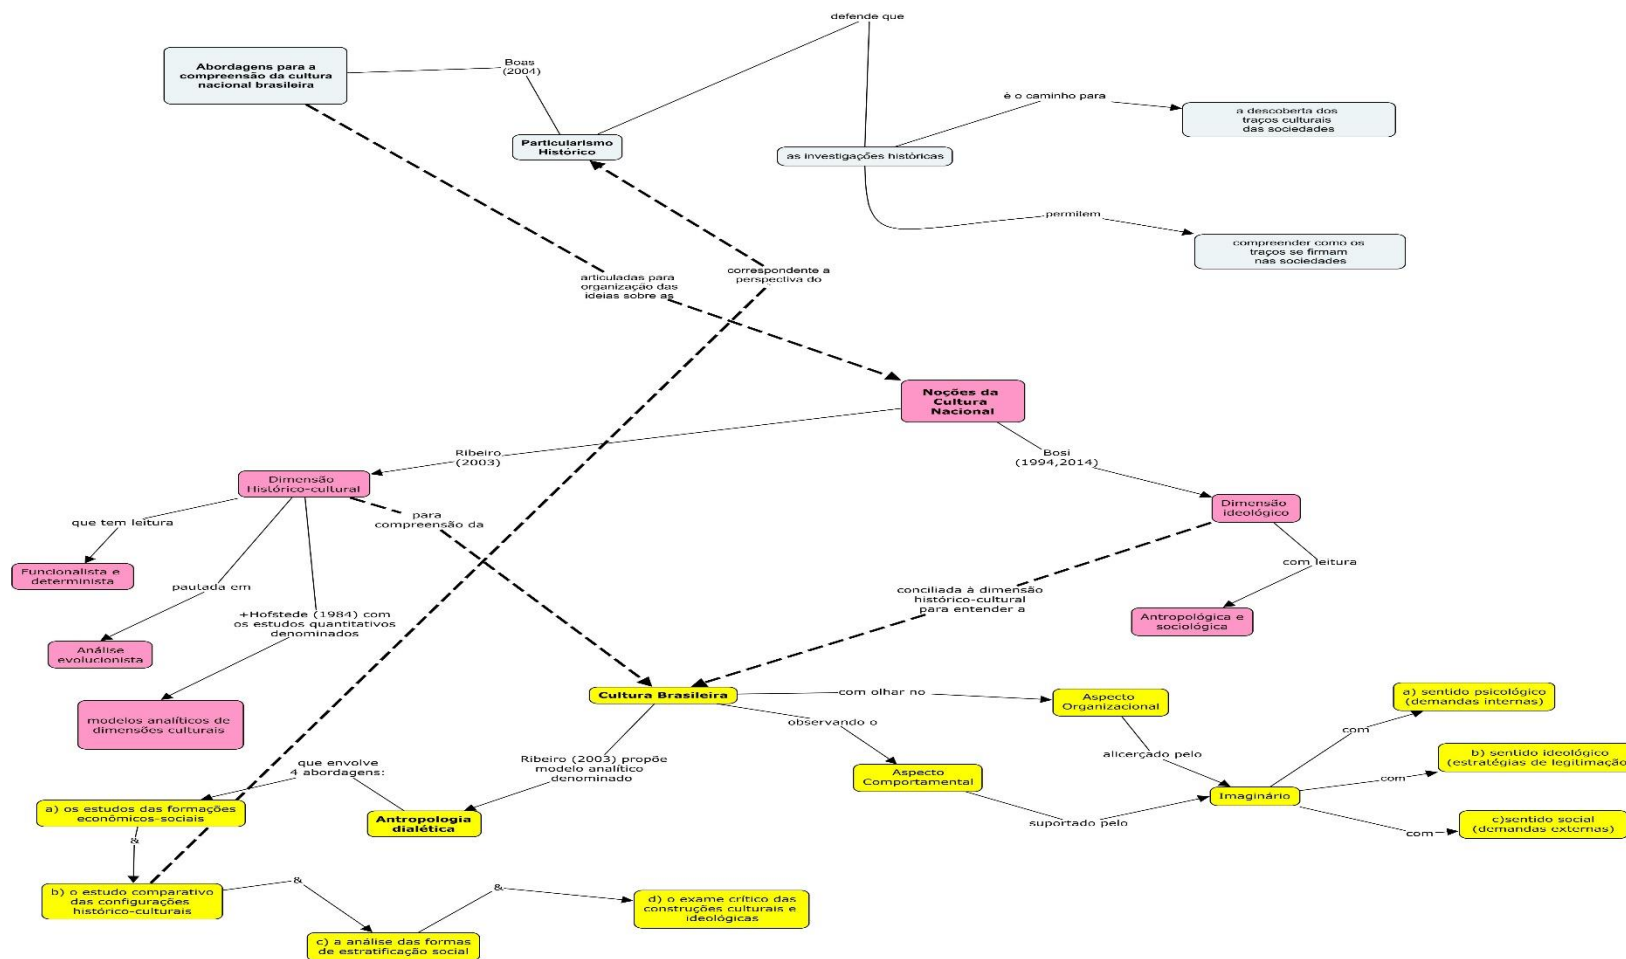 defende que
Abordagens para a
compreensão da cultura
nacional brasileira
Boas
(2004)
é o caminho para
a descoberta dos
traços culturais
das sociedades
Particularismo
Histórico
as investigações históricas
permitem
compreender como os
traços se firmam
nas sociedades
articuladas para
organização das
ideias sobre as
correspondente a
perspectiva do
Noções da
Cultura
Nacional
Ribeiro
(2003)
Bosi
(1994,2014)
Dimensão
Histórico-cultural
Dimensão
ideológico
que tem leitura
para
compreensão da
Funcionalista e
determinista
com leitura
pautada em
conciliada à dimensão
histórico-cultural
para entender a
+Hofstede (1984) com
os estudos quantitativos
denominados
Antropológica e
sociológica
Análise
evolucionista
modelos analíticos de
dimensões culturais
Cultura Brasileira
com olhar no
Aspecto
Organizacional
a) sentido psicológico
(demandas internas)
observando o
com
alicerçado pelo
b) sentido ideológico
(estratégias de legitimação
com
que envolve
4 abordagens:
Ribeiro (2003) propõe
modelo analítico
denominado
Aspecto
Comportamental
Imaginário
a) os estudos das formações
econômicos-sociais
Antropologia
dialética
suportado pelo
com
c)sentido social
(demandas externas)
&
b) o estudo comparativo
das configurações
histórico-culturais
&
&
d) o exame crítico das
construções culturais e
ideológicas
c) a análise das formas
de estratificação social